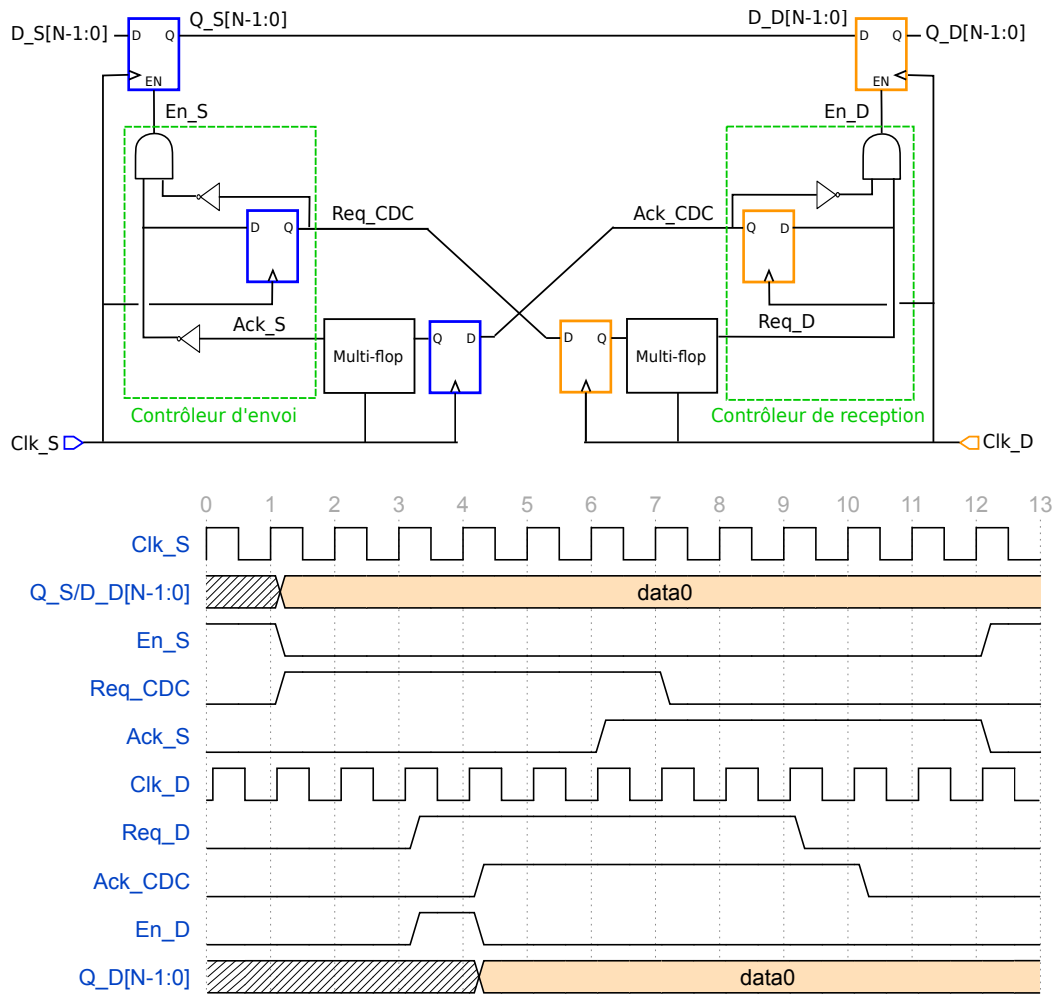 D_S[N-1:0]
D Q
EN
Q_S[N-1:0]
D_D[N-1:0]
D Q
EN
Q_D[N-1:0]
En_S
En_D
D Q
Req_CDC
Ack_CDC
Q D
Ack_S
Multi-flop
Q D
D Q
Multi-flop
Req_D
Contrôleur d'envoi
Contrôleur de reception
Clk_S
Clk_D
0 1 2 3 4 5 6 7 8 9 10 11 12 13
Clk_S
Q_S/D_D[N-1:0] data0
En_S
Req_CDC
Ack_S
Clk_D
Req_D
Ack_CDC
En_D
Q_D[N-1:0] data0